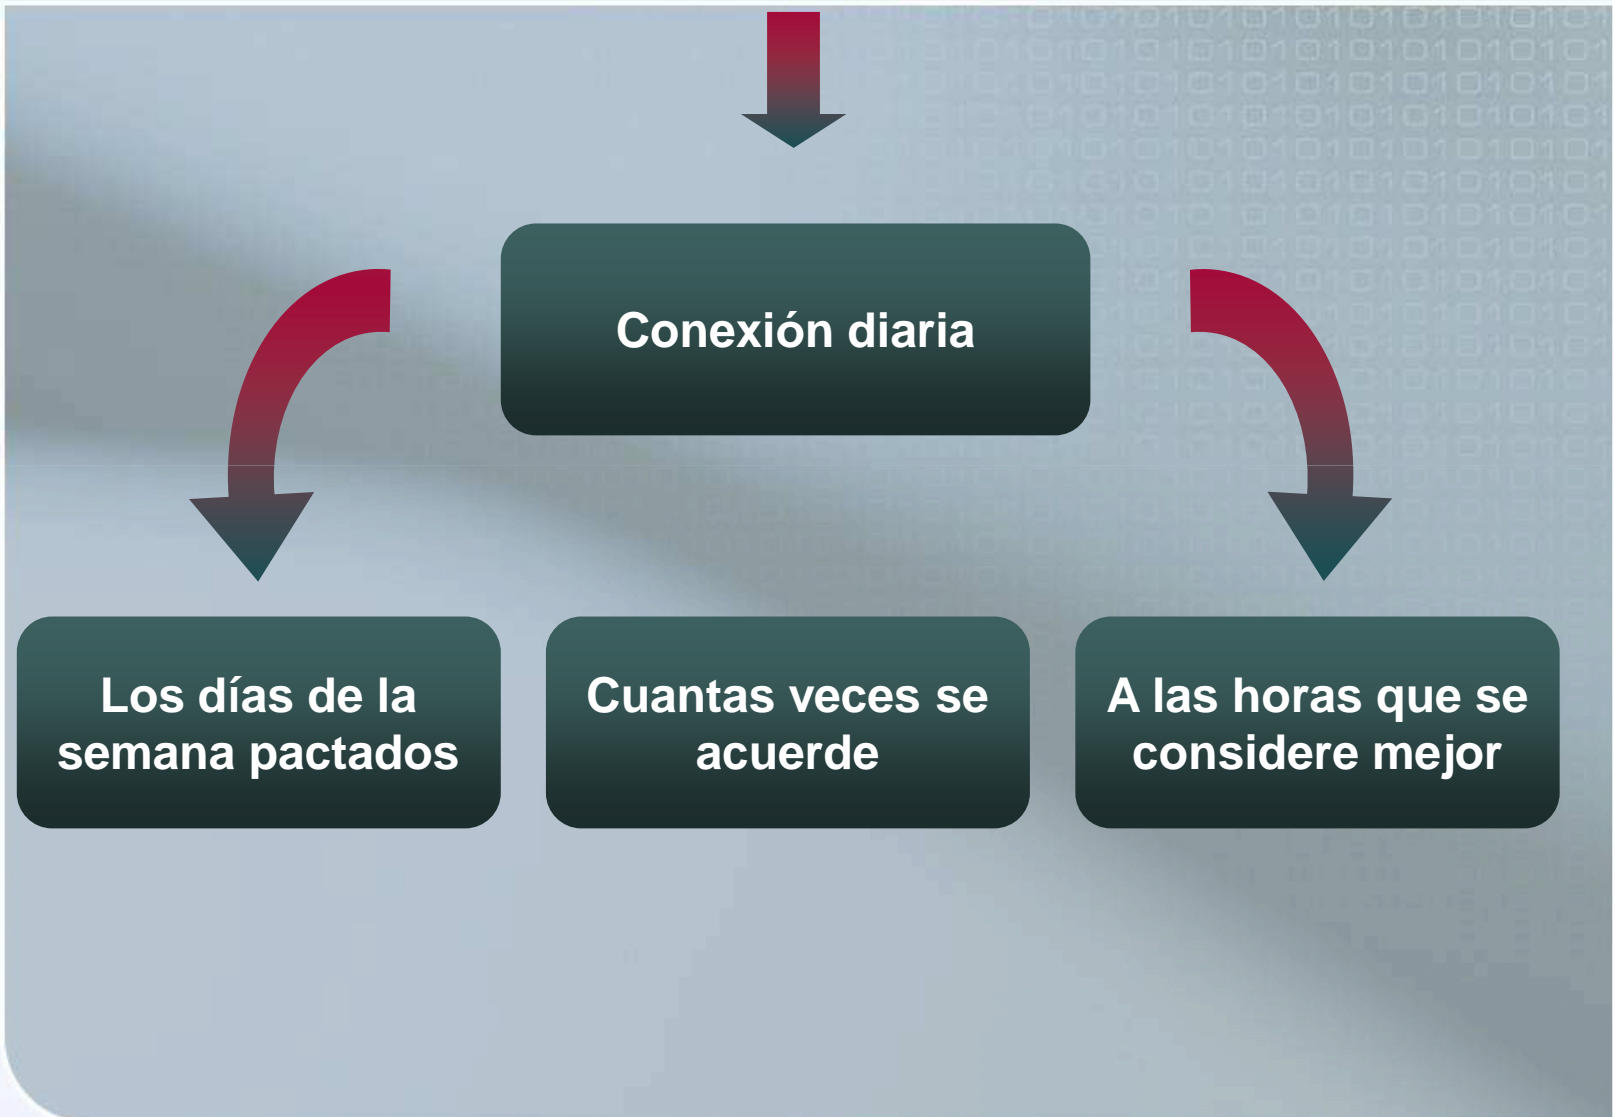 Conexión diaria
Los días de la
semana pactados
Cuantas veces se
acuerde
A las horas que se
considere mejor